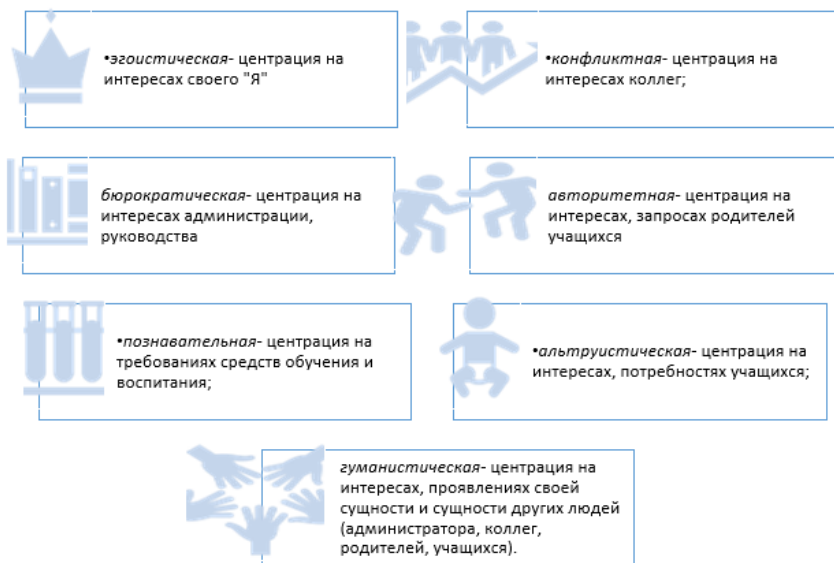 •эгоистическая- центрация на
интересах своего "Я"
•конфликтная- центрация на
интересах коллег;
бюрократическая- центрация на
интересах администрации,
руководства
авторитетная- центрация на
интересах, запросах родителей
учащихся
•познавательная- центрация на
требованиях средств обучения и
воспитания;
•альтруистическая- центрация на
интересах, потребностях учащихся;
гуманистическая- центрация на
интересах, проявлениях своей
сущности и сущности других людей
(администратора, коллег,
родителей, учащихся).